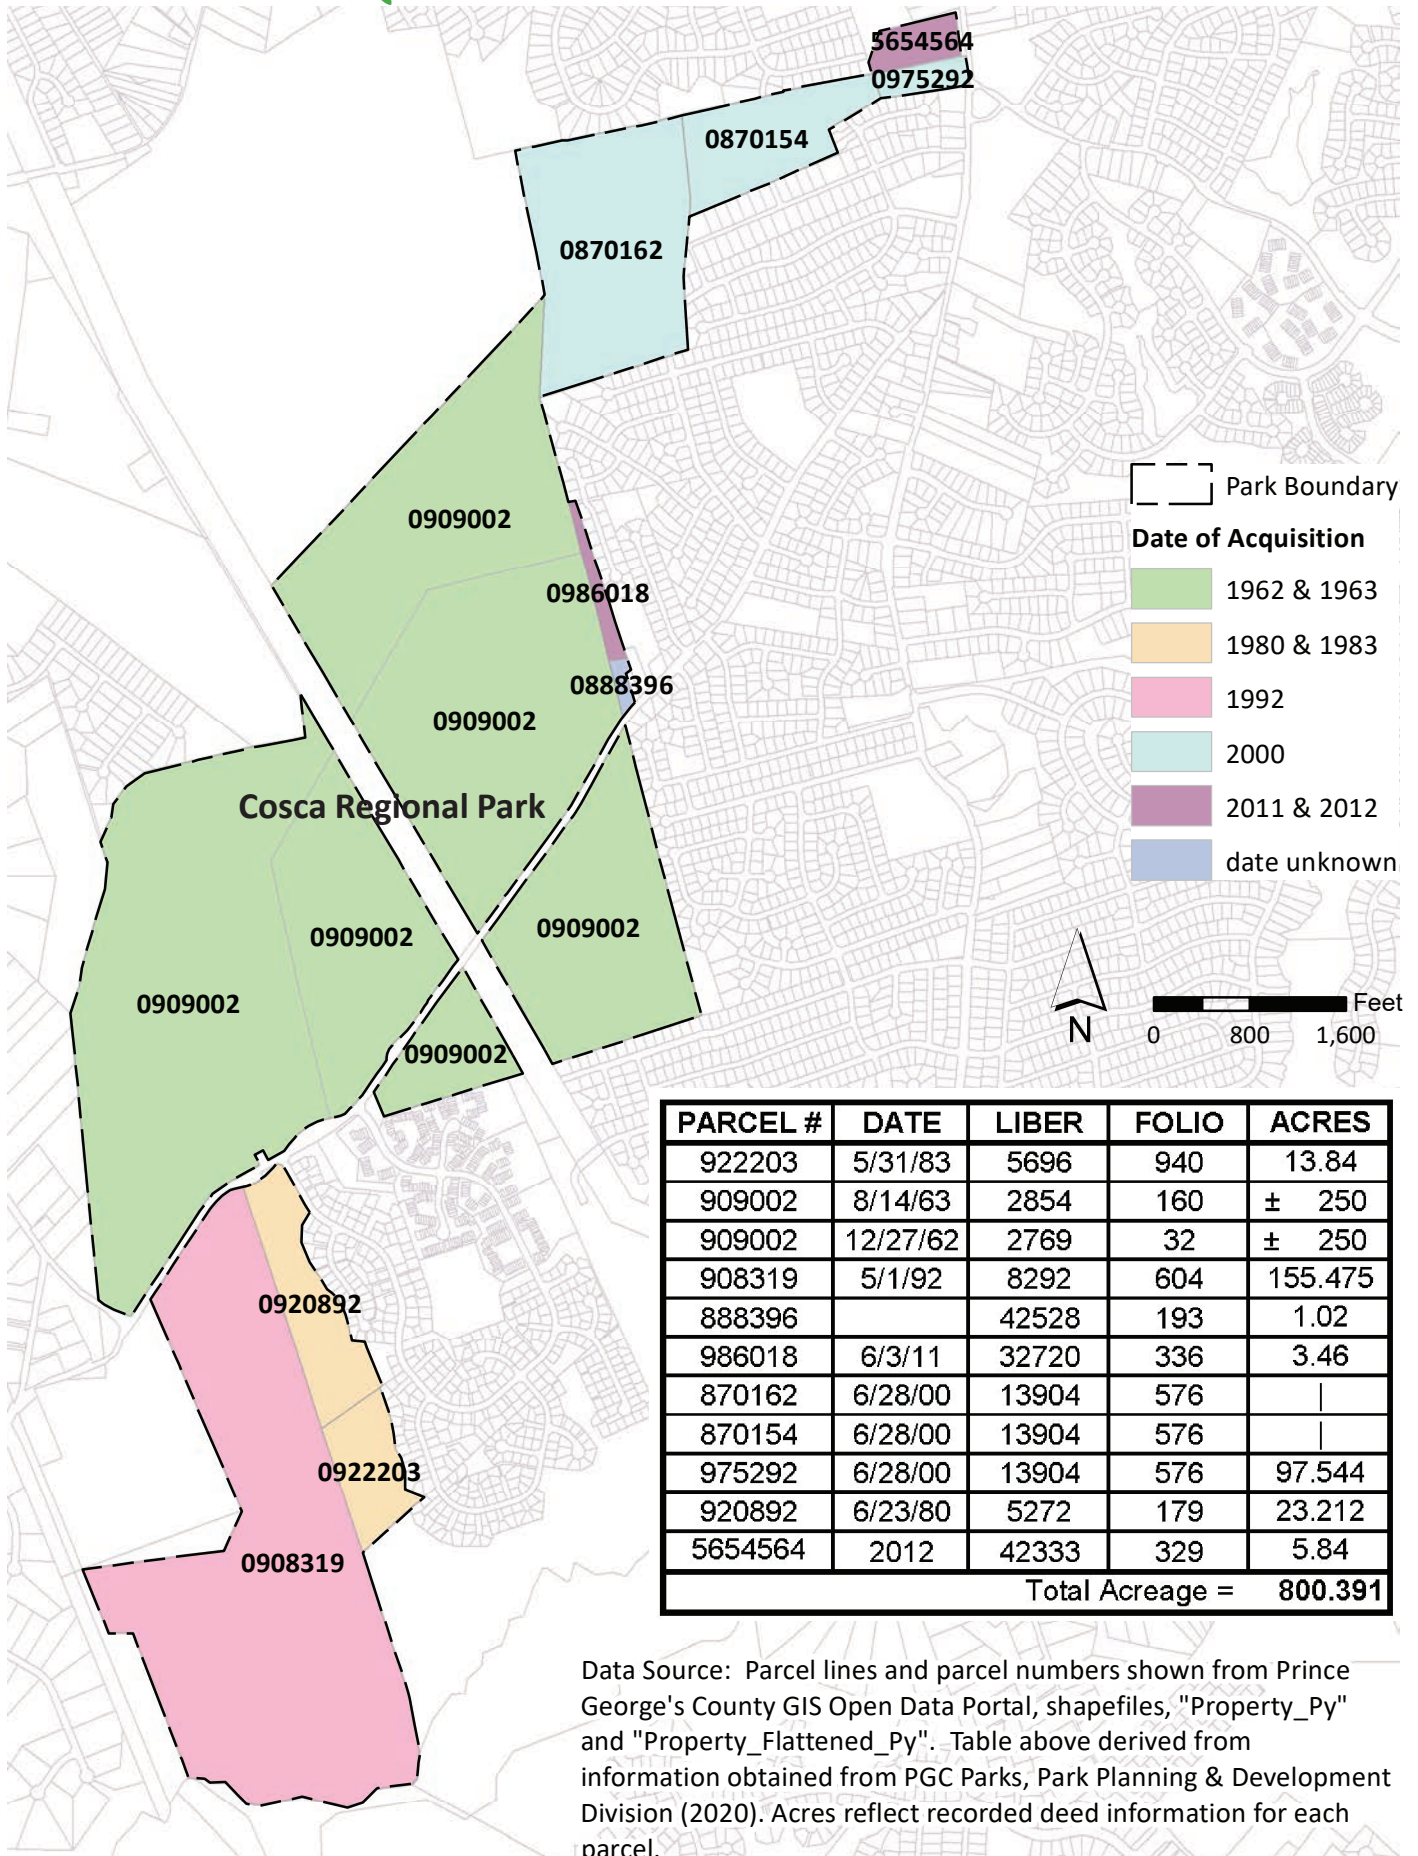 5654564
0975292
0870154
0870162
0909002
0986018
0888396
0909002
Cosca Regional Park
0909002
0909002
0909002
0909002
0920892
0922203
0908319
Park Boundary
Date of Acquisition
1962 & 1963
1980 & 1983
1992
2000
2011 & 2012
date unknown
N
Feet
0 800 1,600
PARCEL # DATE LIBER FOLIO ACRES
922203 5/31/83 5696 940 13.84
909002 8/14/63 2854 160 ± 250
909002 12/27/62 2769 32 ± 250
908319 5/1/92 8292 604 155.475
888396 42528 193 1.02
986018 6/3/11 32720 336 3.46
870162 6/28/00 13904 576 |
870154 6/28/00 13904 576 |
975292 6/28/00 13904 576 97.544
920892 6/23/80 5272 179 23.212
5654564 2012 42333 329 5.84
Total Acreage = 800.391
Data Source: Parcel lines and parcel numbers shown from Prince
George's County GIS Open Data Portal, shapefiles, "Property_Py"
and "Property_Flattened_Py". Table above derived from
information obtained from PGC Parks, Park Planning & Development
Division (2020). Acres reflect recorded deed information for each
parcel.